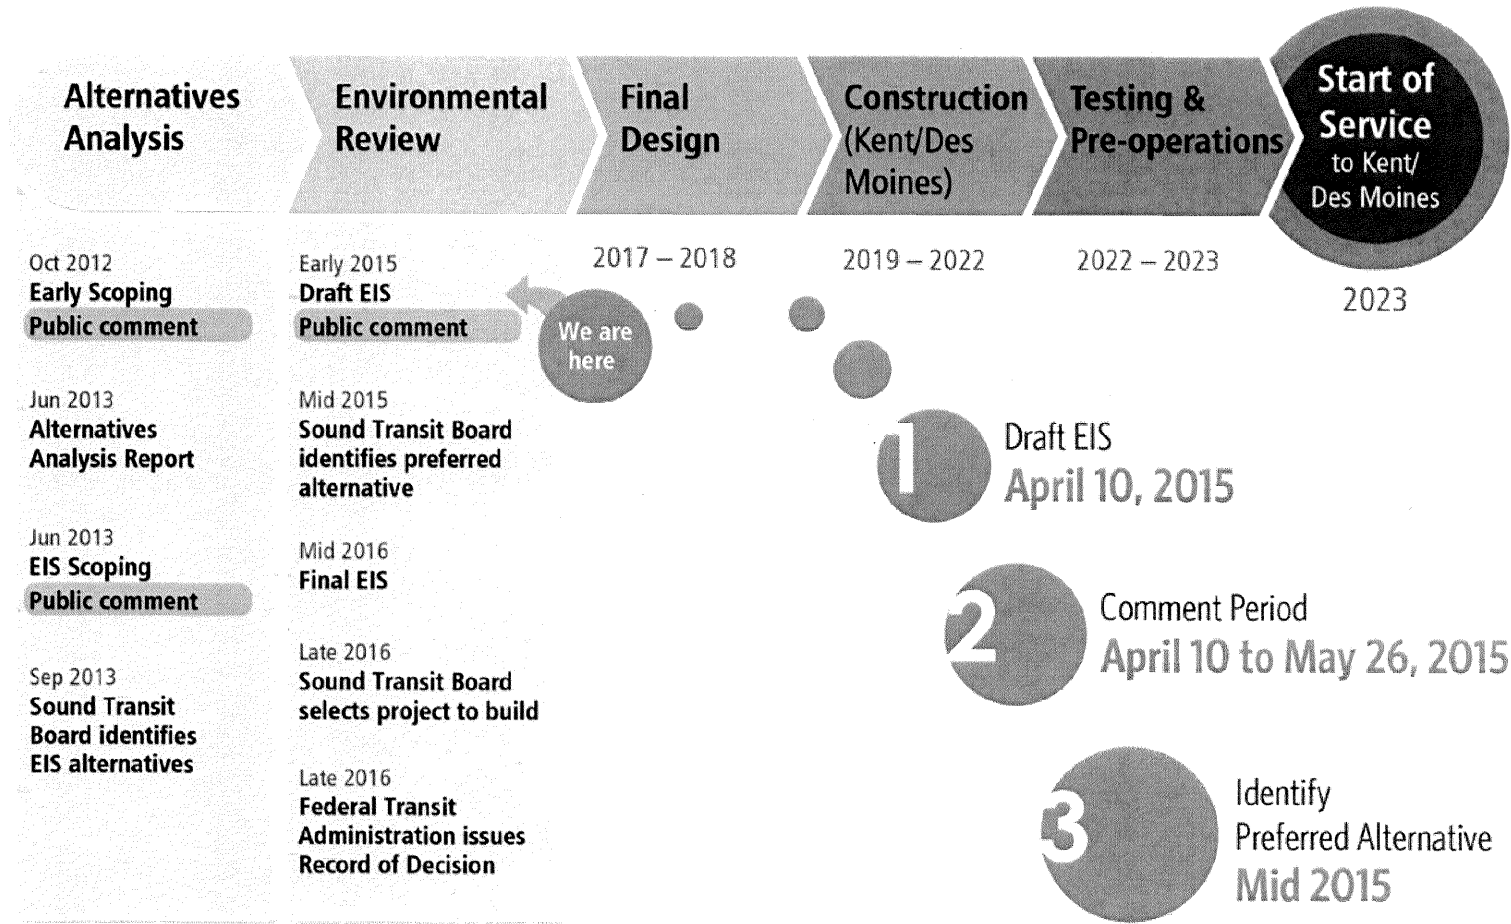 Alternatives
Analysis
Environmental
Review
Final
Design
Construction
(Kent/Des
Moines)
Testing &
Pre-operations
Start of
Service
to Kent/
Des Moines
Oct 2012
Early Scoping
Public comment
Jun 2013
Alternatives
Analysis Report
Jun 2013
EIS Scoping
Public comment
Sep 2013
Sound Transit
Board identifies
EIS alternatives
Early 2015
Draft EIS
Public comment
Mid 2015
Sound Transit Board
identifies preferred
alternative
Mid 2016
Final EIS
Late 2016
Sound Transit Board
selects project to build
Late 2016
Federal Transit
Administration issues
Record of Decision
2017 – 2018
2019 – 2022
2022 – 2023
2023
We are
here
1
Draft EIS
April 10, 2015
2
Comment Period
April 10 to May 26, 2015
3
Identify
Preferred Alternative
Mid 2015